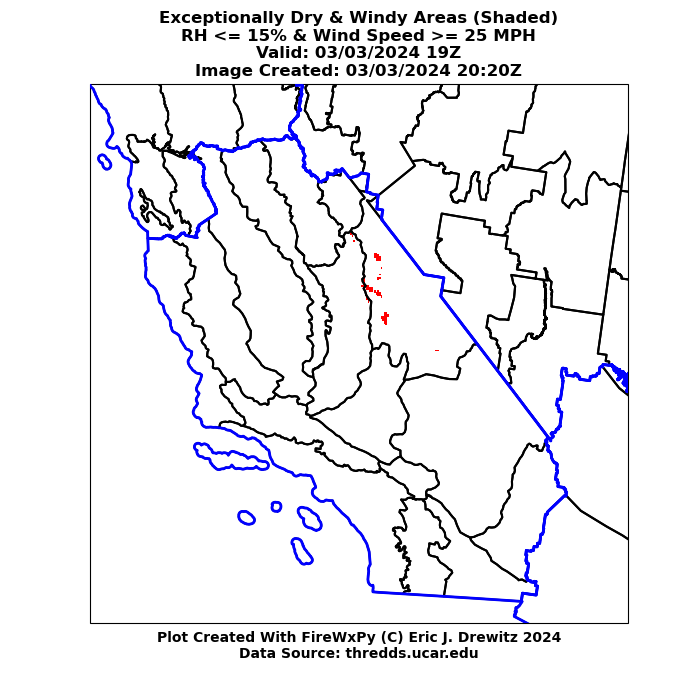 Exceptionally Dry & Windy Areas (Shaded)
RH <= 15% & Wind Speed >= 25 MPH
Valid: 03/03/2024 19Z
Image Created: 03/03/2024 20:20Z
Plot Created With FireWxPy (C) Eric J. Drewitz 2024
Data Source: thredds.ucar.edu